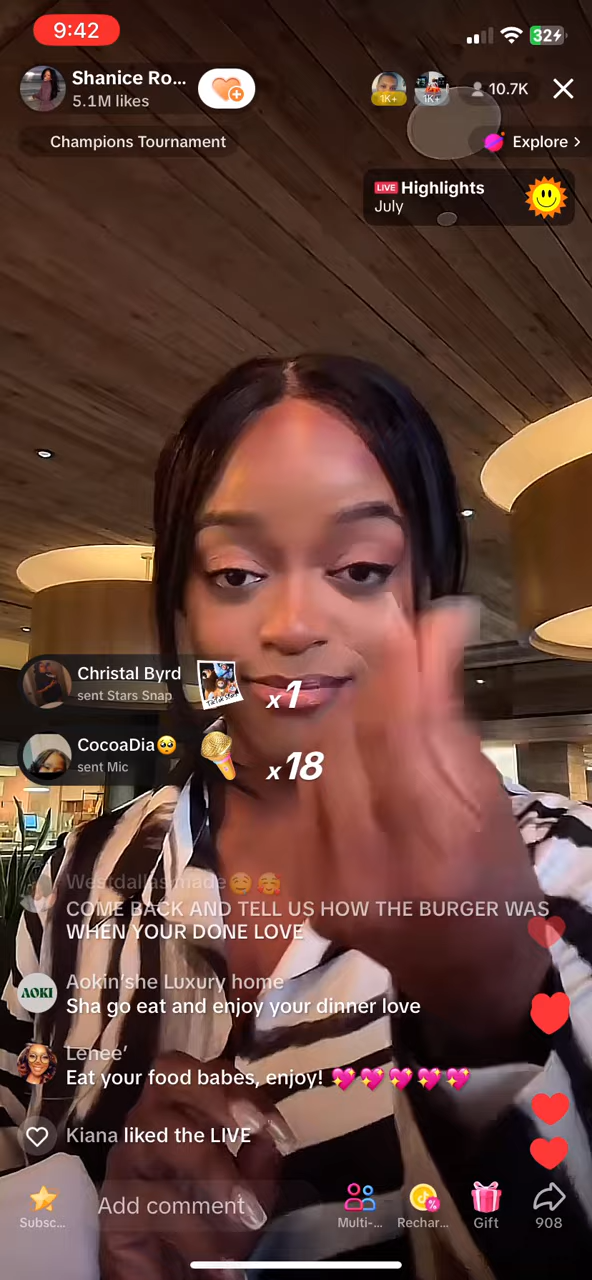 9:42
32
Shanice Ro...
5.1M likes
1K+
1K+
10.7K
Champions Tournament
Explore >
LIVE Highlights
July
Christal Byrd
sent Stars Snap
x1
CocoaDia🥺
sent Mic
x18
Westdallasmade🤤🥰
COME BACK AND TELL US HOW THE BURGER WAS
WHEN YOUR DONE LOVE
AOKI
Aokin'she Luxury home
Sha go eat and enjoy your dinner love
Lenee'
Eat your food babes, enjoy! 💖💖💖💖💖
Kiana liked the LIVE
Add comment
Subsc...
Multi-...
Rechar...
Gift
908